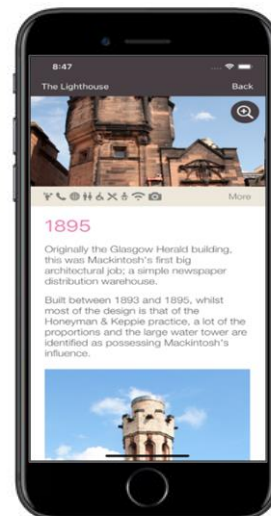 8:47
The Lighthouse Back
More
1895
Originally the Glasgow Herald building,
this was Mackintosh's first big
architectural job; a simple newspaper
distribution warehouse.
Built between 1893 and 1895, whilst
most of the design is that of the
Honeyman & Keppie practice, a lot of the
proportions and the large water tower are
identified as possessing Mackintosh's
influence.